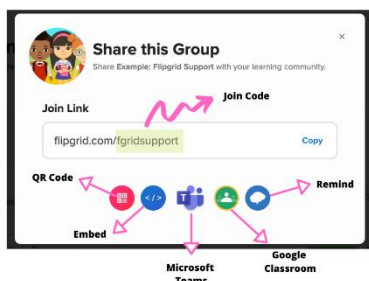 ×
Share this Group
Share Example: Flipgrid Support with your learning community.
Join Link
Join Code
flipgrid.com/fgridsupport
Copy
QR Code
Remind
Embed
Microsoft
Teams
Google
Classroom